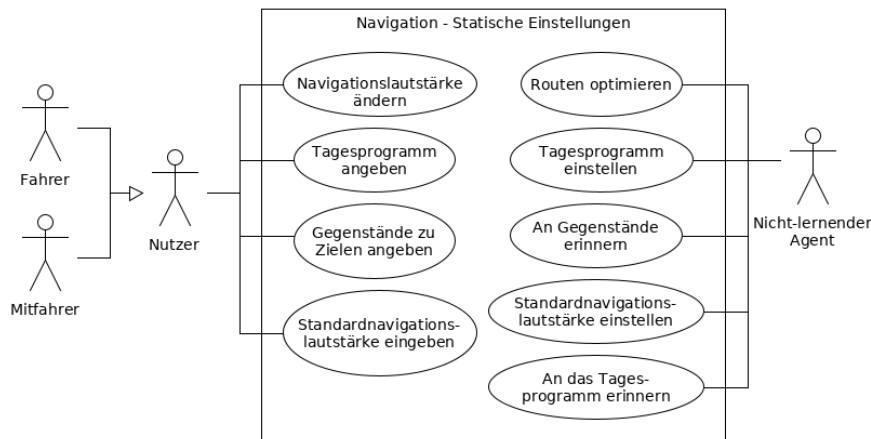 Navigation - Statische Einstellungen
Navigationslautstärke
ändern
Routen optimieren
Tagesprogramm
angeben
Tagesprogramm
einstellen
Fahrer
Nutzer
Nicht-lernender
Agent
Gegenstände zu
Zielen angeben
An Gegenstände
erinnern
Mitfahrer
Standardnavigations-
lautstärke eingeben
Standardnavigations-
lautstärke einstellen
An das Tages-
programm erinnern